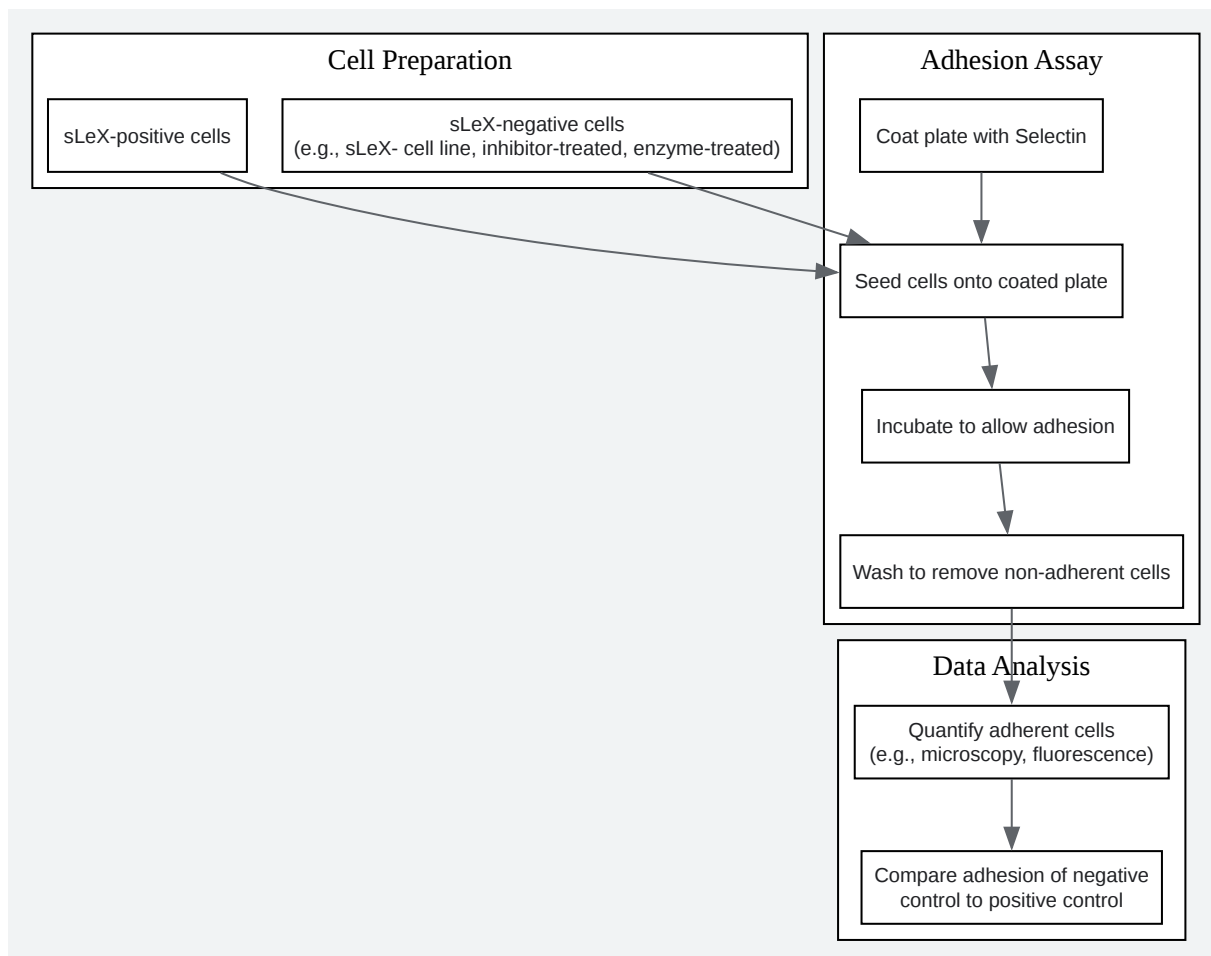 Cell Preparation
sLeX-positive cells
sLeX-negative cells
(e.g., sLeX- cell line, inhibitor-treated, enzyme-treated)
Adhesion Assay
Coat plate with Selectin
Seed cells onto coated plate
Incubate to allow adhesion
Wash to remove non-adherent cells
Data Analysis
Quantify adherent cells
(e.g., microscopy, fluorescence)
Compare adhesion of negative
control to positive control